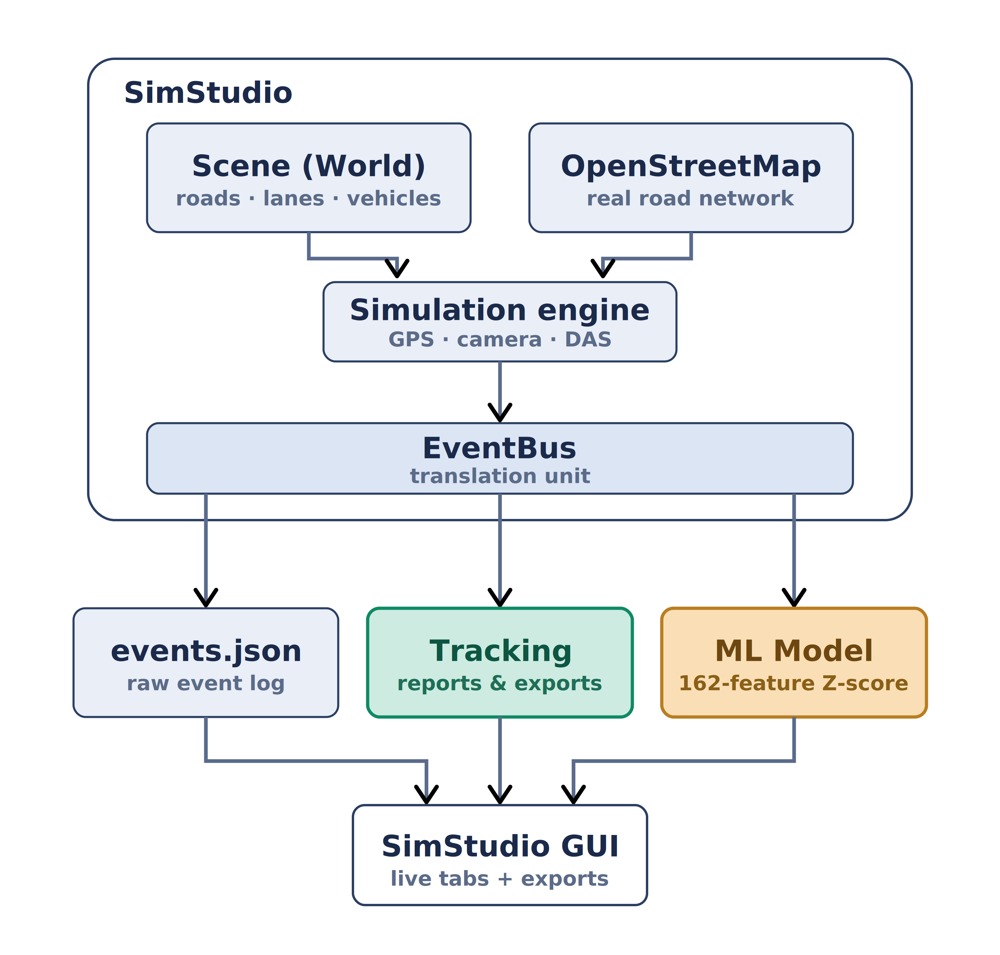 SimStudio
Scene (World)
roads · lanes · vehicles
OpenStreetMap
real road network
Simulation engine
GPS · camera · DAS
EventBus
translation unit
events.json
raw event log
Tracking
reports & exports
ML Model
162-feature Z-score
SimStudio GUI
live tabs + exports